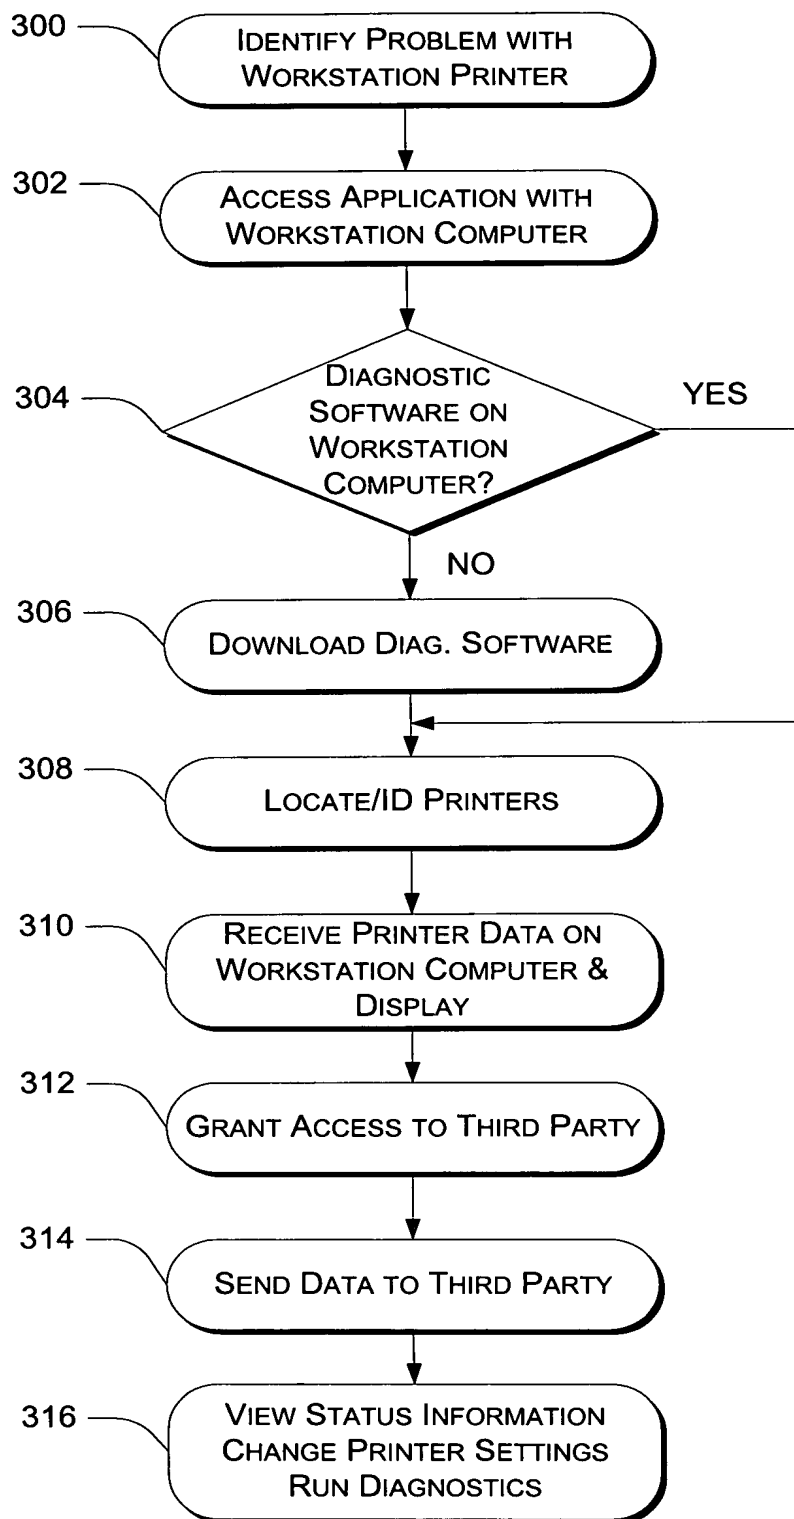 300
IDENTIFY PROBLEM WITH
WORKSTATION PRINTER
302
ACCESS APPLICATION WITH
WORKSTATION COMPUTER
304
DIAGNOSTIC
SOFTWARE ON
WORKSTATION
COMPUTER?
YES
NO
306
DOWNLOAD DIAG. SOFTWARE
308
LOCATE/ID PRINTERS
310
RECEIVE PRINTER DATA ON
WORKSTATION COMPUTER &
DISPLAY
312
GRANT ACCESS TO THIRD PARTY
314
SEND DATA TO THIRD PARTY
316
VIEW STATUS INFORMATION
CHANGE PRINTER SETTINGS
RUN DIAGNOSTICS